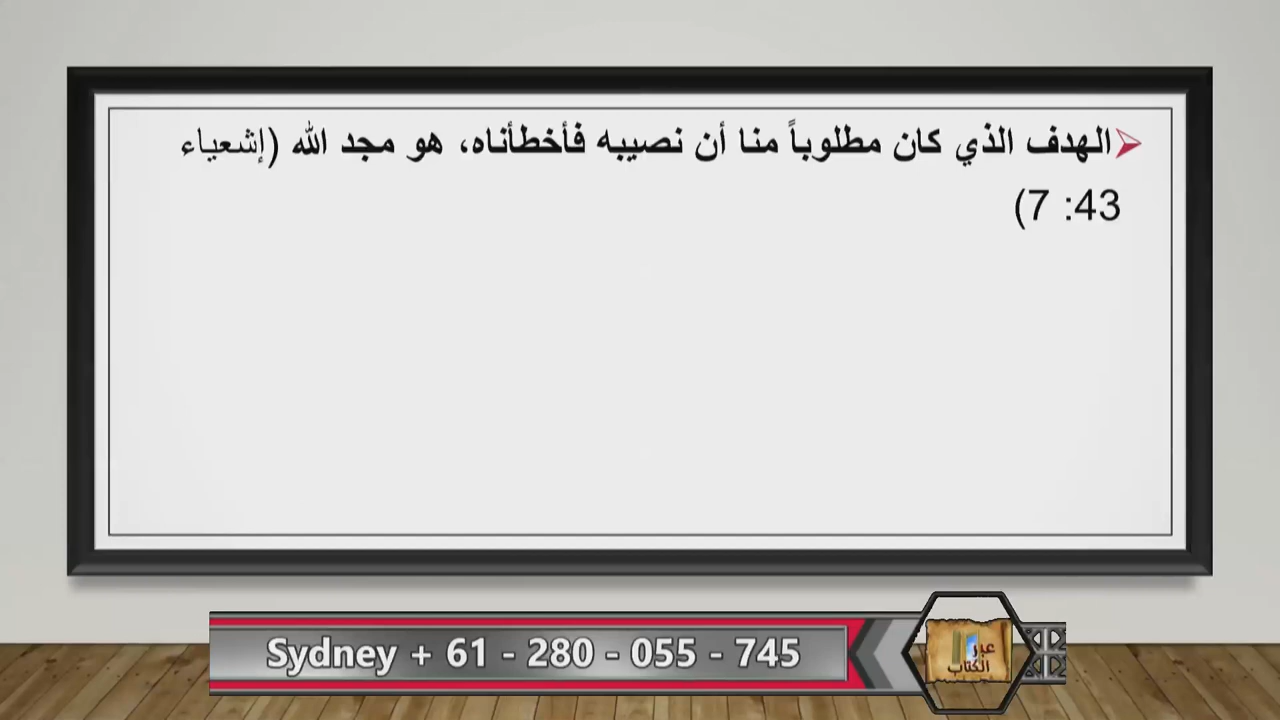 الهدف الذي كان مطلوباً منا أن نصيبه فأخطأناه، هو مجد الله (إشعياء
43: 7)
Sydney + 61 - 280 - 055 - 745
عبر
الكتاب